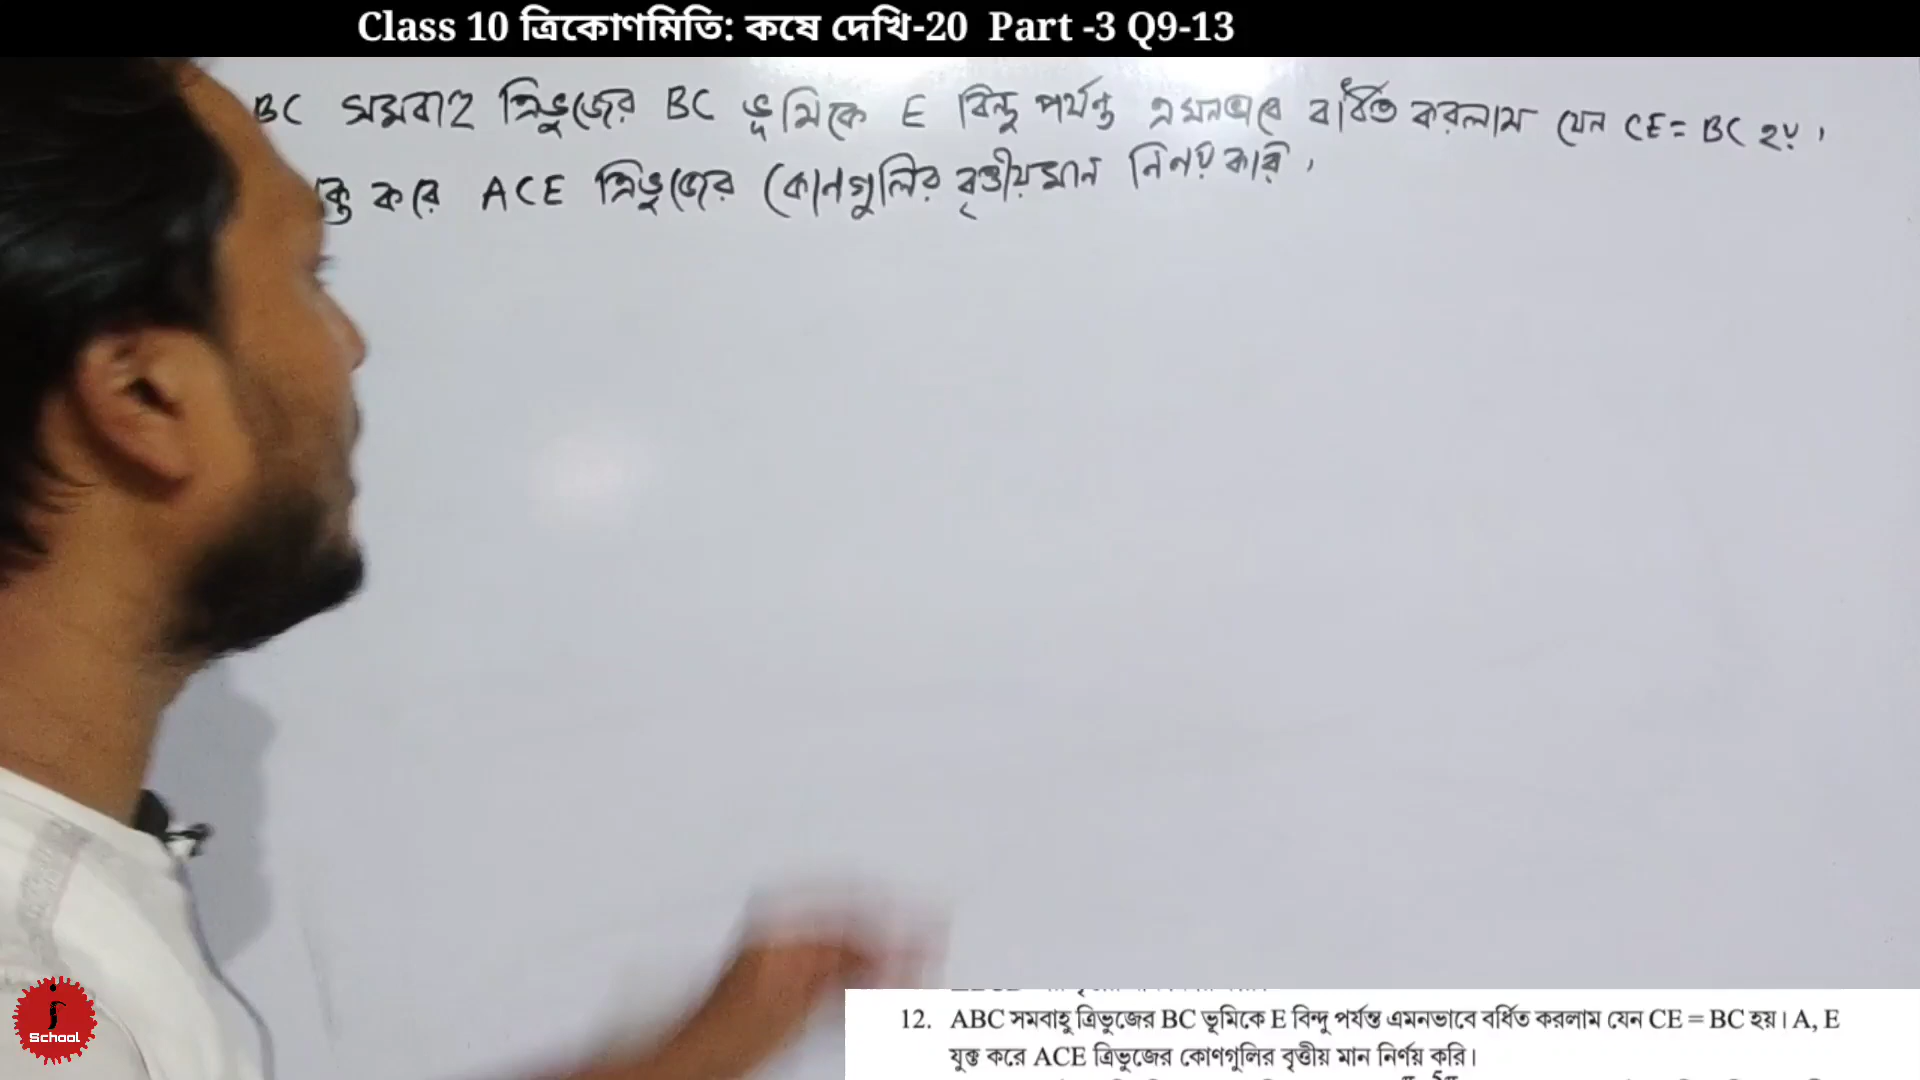 Class 10 ত্রিকোণমিতি: কষে দেখি-20 Part -3 Q9-13
BC সমবাহু ত্রিভুজের BC ভূমিকে E বিন্দু পর্যন্ত এমনভাবে বর্ধিত করলাম যেন CE = BC হয়।
ক্ত করে ACE ত্রিভুজের কোনগুলির বৃত্তীয়মান নির্নয় করি।
12. ABC সমবাহু ত্রিভুজের BC ভূমিকে E বিন্দু পর্যন্ত এমনভাবে বর্ধিত করলাম যেন CE = BC হয়। A, E
যুক্ত করে ACE ত্রিভুজের কোণগুলির বৃত্তীয় মান নির্ণয় করি।
School